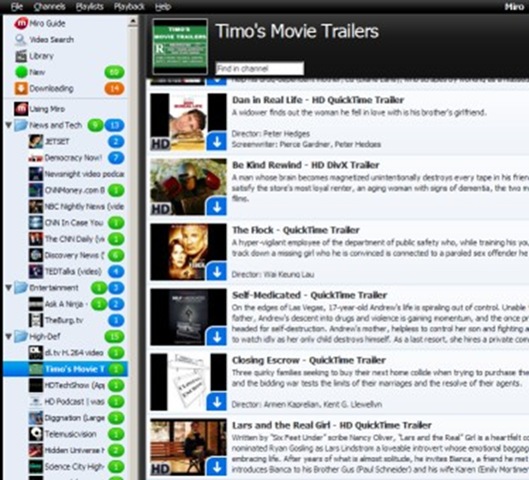 File Channels Playlists Playback Help
Miro
Miro Guide
Video Search
Library
New 69
Downloading 14
Using Miro
News and Tech 9 13
JETSET 2
Democracy Now! 7
Newsnight video podca
CNNMoney.com B 1
NBC Nightly News (vide
CNN In Case You 1
The CNN Daily (v 1
Discovery News (' 6
TEDTalks (video) 4
Entertainment 1 3
Ask A Ninja - 1 2
TheBurg.tv 1
High-Def 15
dl.tv H.264 video 1
Timo's Movie T 1
HDTechShow (Ap 1
HD Podcast | was 1
Diggnation (Large 1
Telemusicvision 1
Hidden Universe 1
Science City High- 1
TIMO'S
MOVIE TRAILERS
Timo's Movie Trailers
Find in channel
Dan in Real Life - HD QuickTime Trailer
A widower finds out the woman he fell in love with is his brother's girlfriend.
Director: Peter Hedges
Screenwriter: Pierce Gardner, Peter Hedges
HD
Be Kind Rewind - HD DivX Trailer
A man whose brain becomes magnetized unintentionally destroys every tape in his frien
satisfy the store's most loyal renter, an aging woman with signs of dementia, the two m
films.
HD
The Flock - QuickTime Trailer
A hyper-vigilant employee of the department of public safety who, while training his you
track down a missing girl who he is convinced is connected to a paroled sex offender he
Director: Wai Keung Lau
Self-Medicated - QuickTime Trailer
On the edges of Las Vegas, 17-year-old Andrew's life is spiraling out of control. Unable
father, Andrew's descent into drugs and violence is gaining momentum, and the once pr
headed for self-destruction. Andrew's mother, helpless to control her son and fighting a
to watch idly as her only child destroys himself. As a last resort, she hires a private com
Closing Escrow - QuickTime Trailer
Three quirky families seeking to buy their next home collide when trying to purchase the
and the bidding war tests the limits of their marriages and the resolve of their agents.
Director: Armen Kaprelian, Kent G. Llewellyn
Lars and the Real Girl - HD QuickTime Trailer
Written by "Six Feet Under" scribe Nancy Oliver, "Lars and the Real" Girl is a heartfelt c
nominated Ryan Gosling as Lars Lindstrom a loveable introvert whose emotional baggag
embracing life. After years of what is almost solitude, he invites Bianca, a friend he met
introduces Bianca to his Brother Gus (Paul Schneider) and his wife Karen (Emily Mortimer
HD